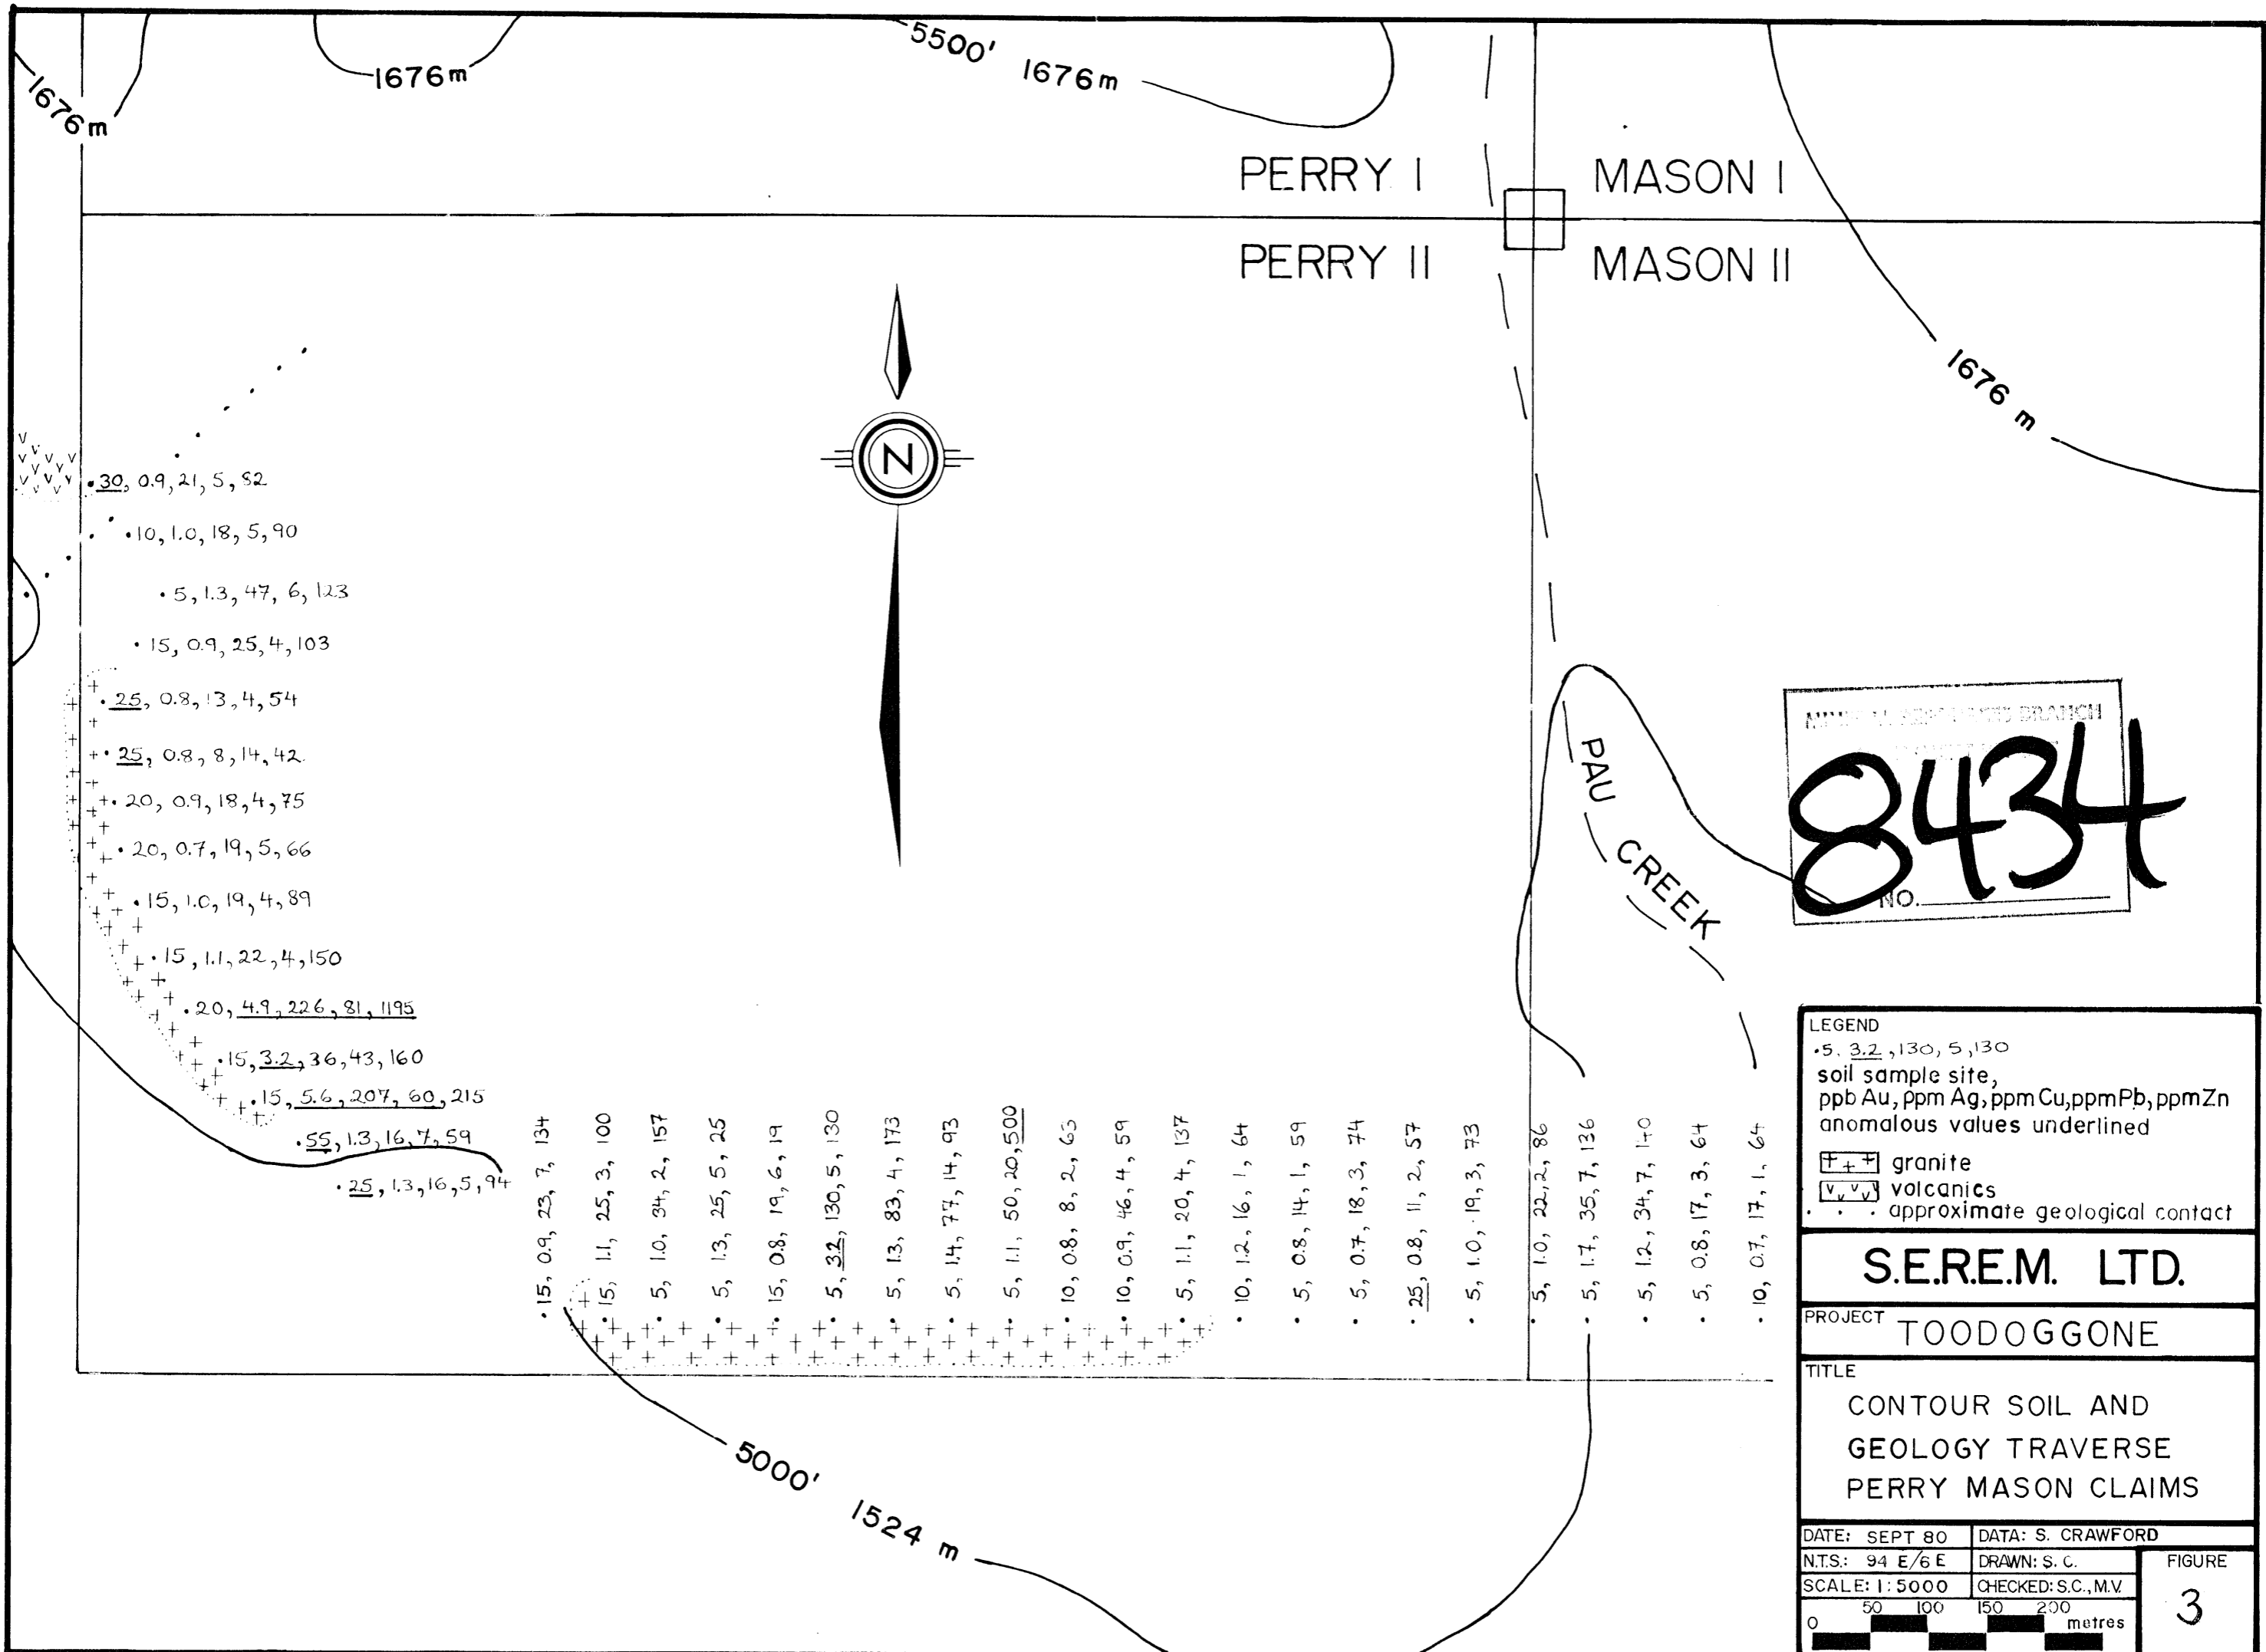 5500' 1676m
1676m
1676m
PERRY I
MASON I
PERRY II
MASON II
1676 m
N
30, 0.9, 21, 5, 82
10, 1.0, 18, 5, 90
5, 1.3, 47, 6, 123
15, 0.9, 25, 4, 103
25, 0.8, 13, 4, 54
25, 0.8, 8, 14, 42
20, 0.9, 18, 4, 75
20, 0.7, 19, 5, 66
15, 1.0, 19, 4, 89
15, 1.1, 22, 4, 150
20, 4.9, 226, 81, 1195
15, 3.2, 36, 43, 160
15, 5.6, 207, 60, 215
55, 1.3, 16, 7, 59
25, 1.3, 16, 5, 94
15, 0.9, 23, 7, 134
15, 1.1, 25, 3, 100
5, 1.0, 34, 2, 157
5, 1.3, 25, 5, 25
15, 0.8, 19, 6, 19
5, 3.2, 130, 5, 130
5, 1.3, 83, 4, 173
5, 1.4, 77, 14, 93
5, 1.1, 50, 20, 500
10, 0.8, 8, 2, 63
10, 0.9, 46, 4, 59
5, 1.1, 20, 4, 137
10, 1.2, 16, 1, 64
5, 0.8, 14, 1, 59
5, 0.7, 18, 3, 74
25, 0.8, 11, 2, 57
5, 1.0, 19, 3, 73
5, 1.0, 22, 2, 86
5, 1.7, 35, 7, 136
5, 1.2, 34, 7, 140
5, 0.8, 17, 3, 64
10, 0.7, 17, 1, 64
PAU CREEK
BRANCH
8434
NO.
5000' 1524 m
LEGEND
5, 3.2, 130, 5, 130
soil sample site,
ppb Au, ppm Ag, ppm Cu, ppm Pb, ppm Zn
anomalous values underlined
granite
volcanics
approximate geological contact
S.E.R.E.M. LTD.
PROJECT TOODOGGONE
TITLE
CONTOUR SOIL AND
GEOLOGY TRAVERSE
PERRY MASON CLAIMS
DATE: SEPT 80 DATA: S. CRAWFORD
N.T.S.: 94 E/6 E DRAWN: S. C.
SCALE: 1:5000 CHECKED: S.C., M.V.
FIGURE
3
0 50 100 150 200 metres